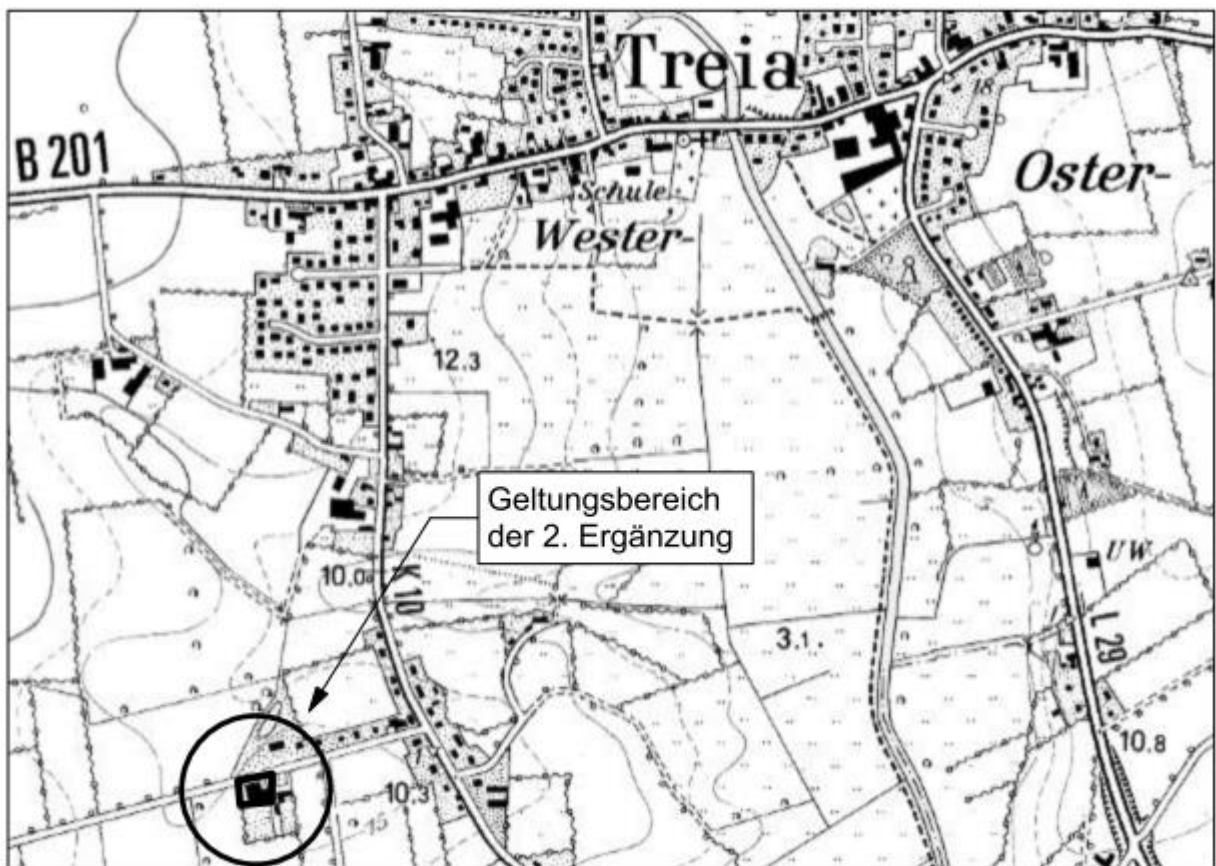 Treia
18
B 201
Oster-
Schule
Wester-
12.3
Geltungsbereich
der 2. Ergänzung
10.0
K 10
UW
3.1.
L 29
10.8
10.3
15